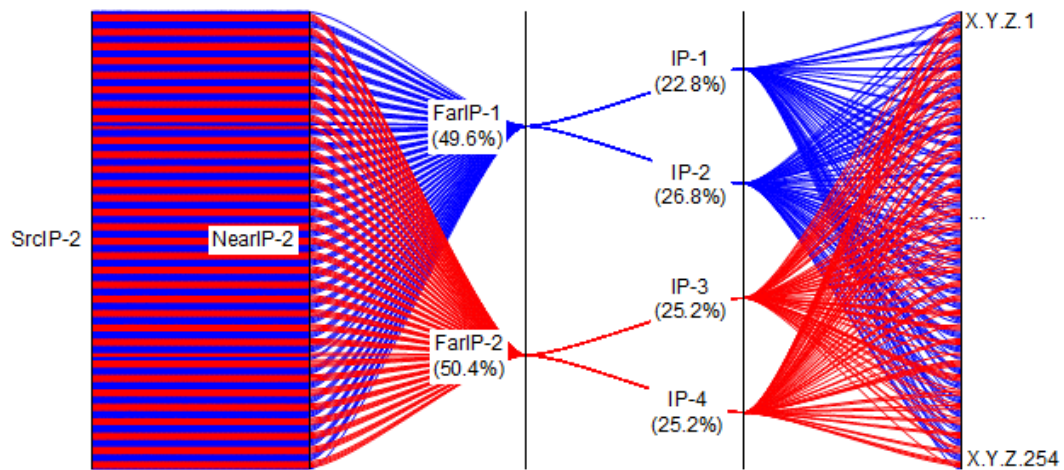 SrcIP-2
NearIP-2
FarIP-1
(49.6%)
FarIP-2
(50.4%)
IP-1
(22.8%)
IP-2
(26.8%)
IP-3
(25.2%)
IP-4
(25.2%)
X.Y.Z.1
...
X.Y.Z.254